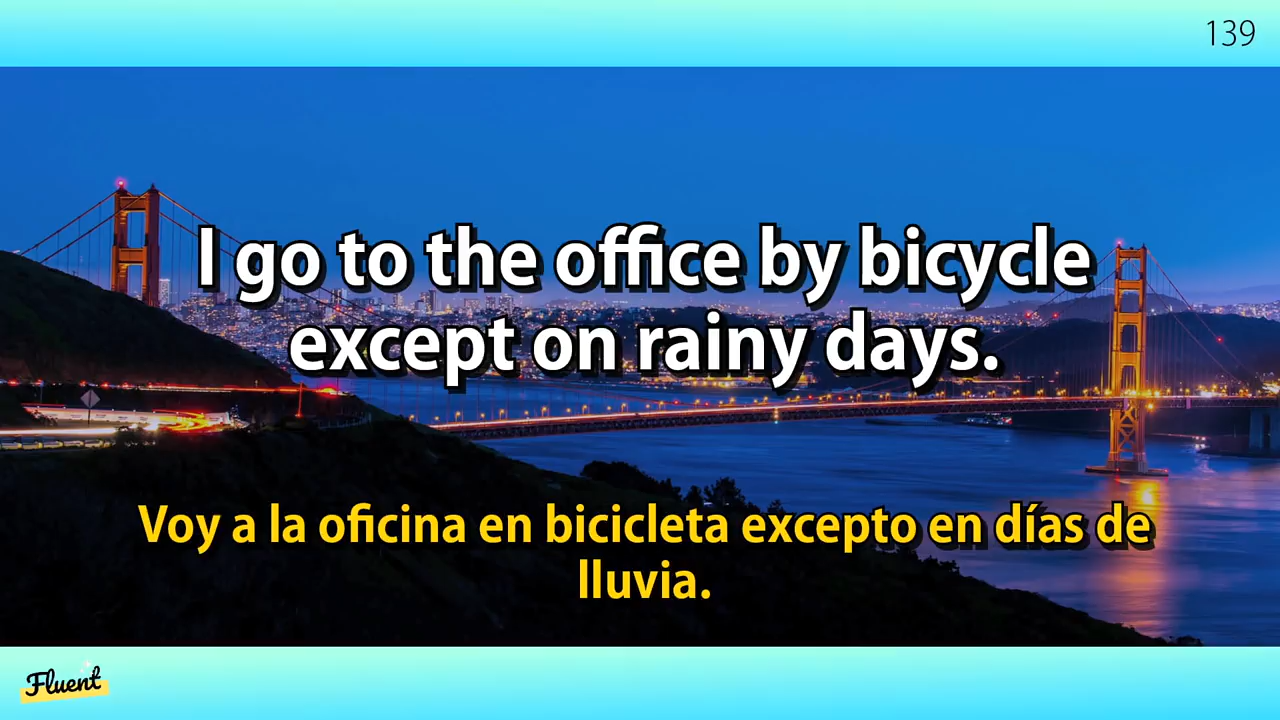 139
I go to the office by bicycle
except on rainy days.
Voy a la oficina en bicicleta excepto en días de
lluvia.
Fluent